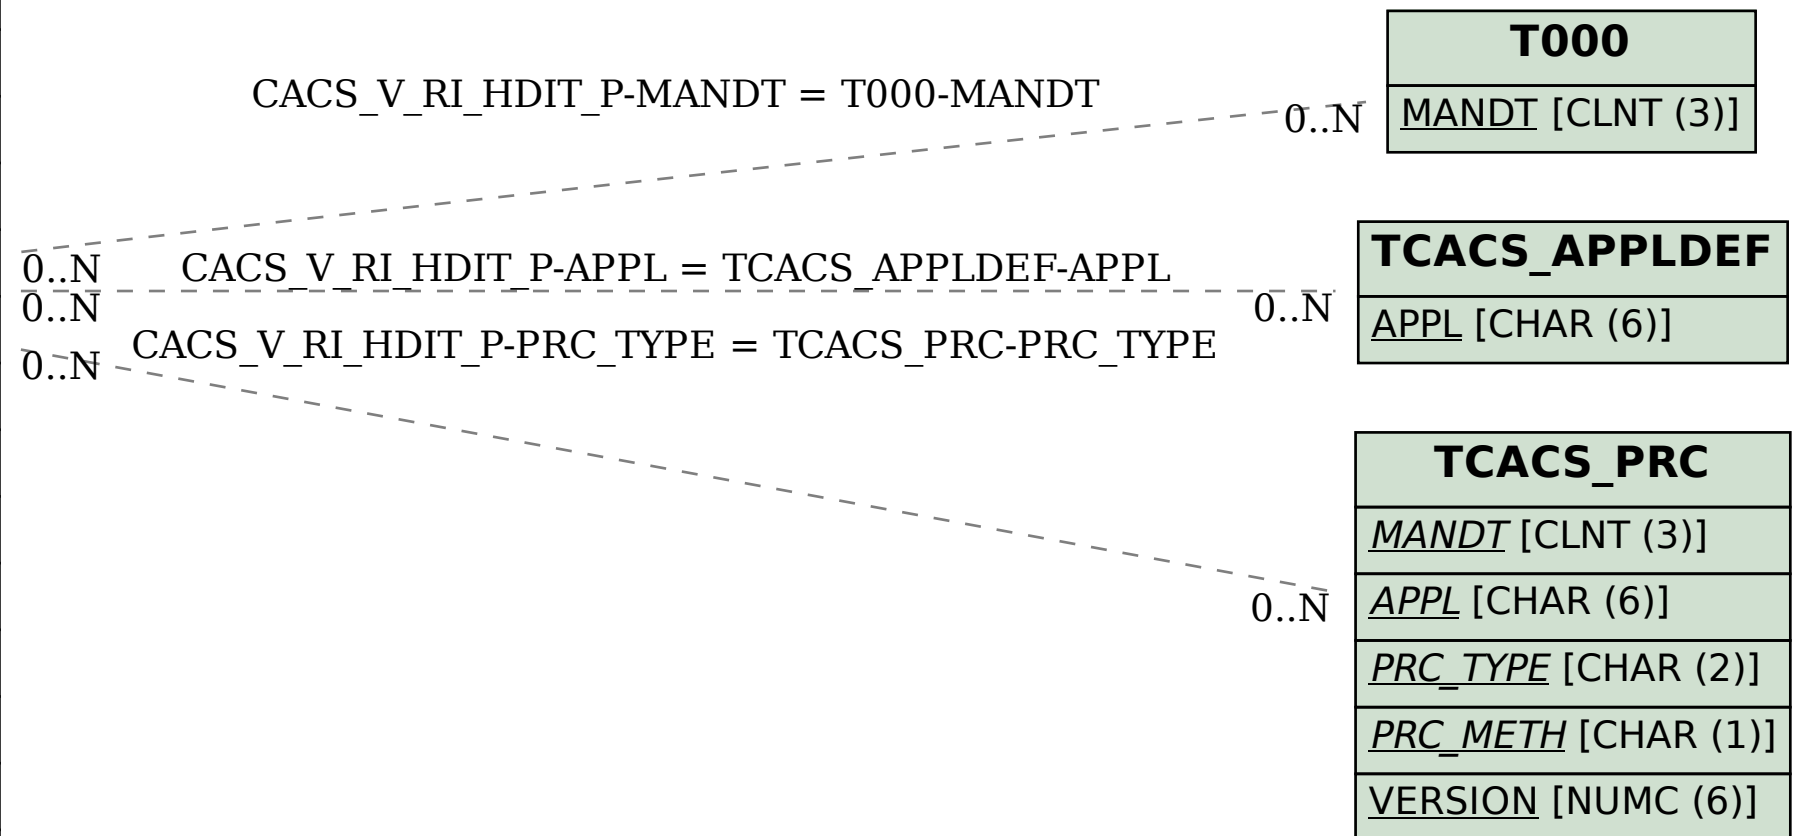 T000
CACS_V_RI_HDIT_P-MANDT = T000-MANDT
0..N
MANDT [CLNT (3)]
TCACS_APPLDEF
0..N
CACS_V_RI_HDIT_P-APPL = TCACS_APPLDEF-APPL
0..N
0..N
APPL [CHAR (6)]
CACS_V_RI_HDIT_P-PRC_TYPE = TCACS_PRC-PRC_TYPE
0..N
TCACS_PRC
MANDT [CLNT (3)]
APPL [CHAR (6)]
0..N
PRC_TYPE [CHAR (2)]
PRC_METH [CHAR (1)]
VERSION [NUMC (6)]